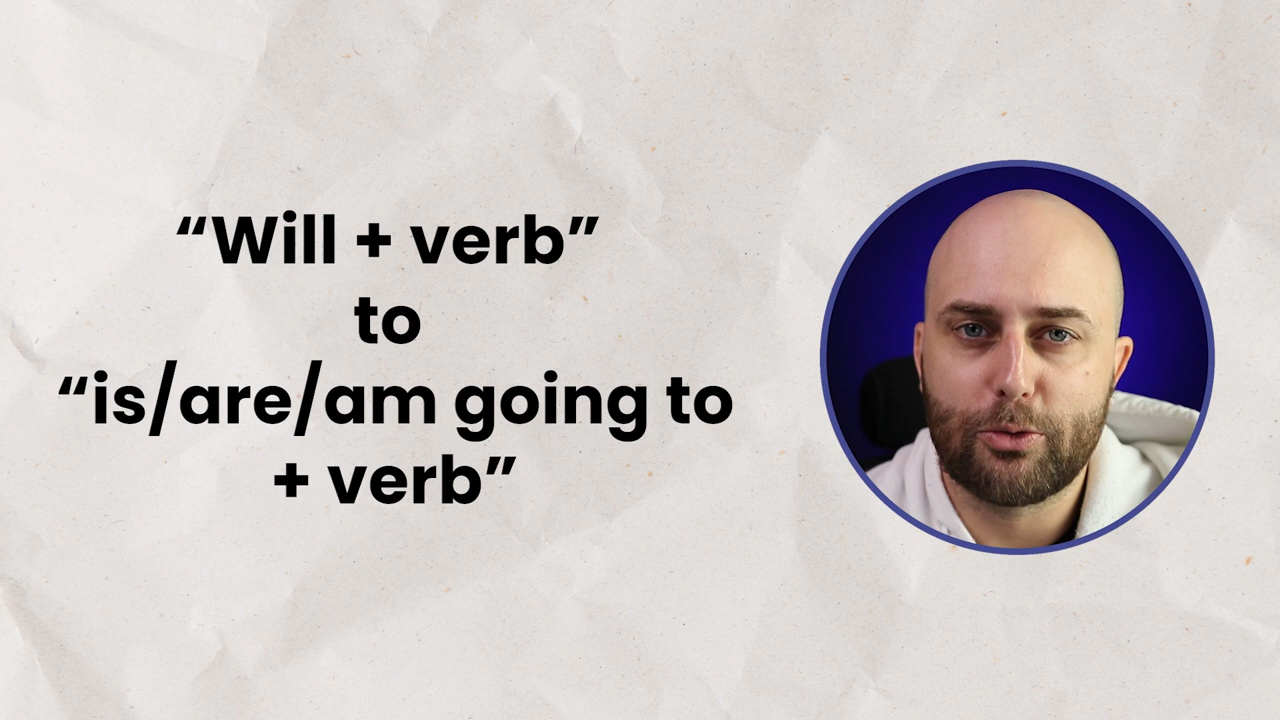 “Will + verb”
to
“is/are/am going to
+ verb”